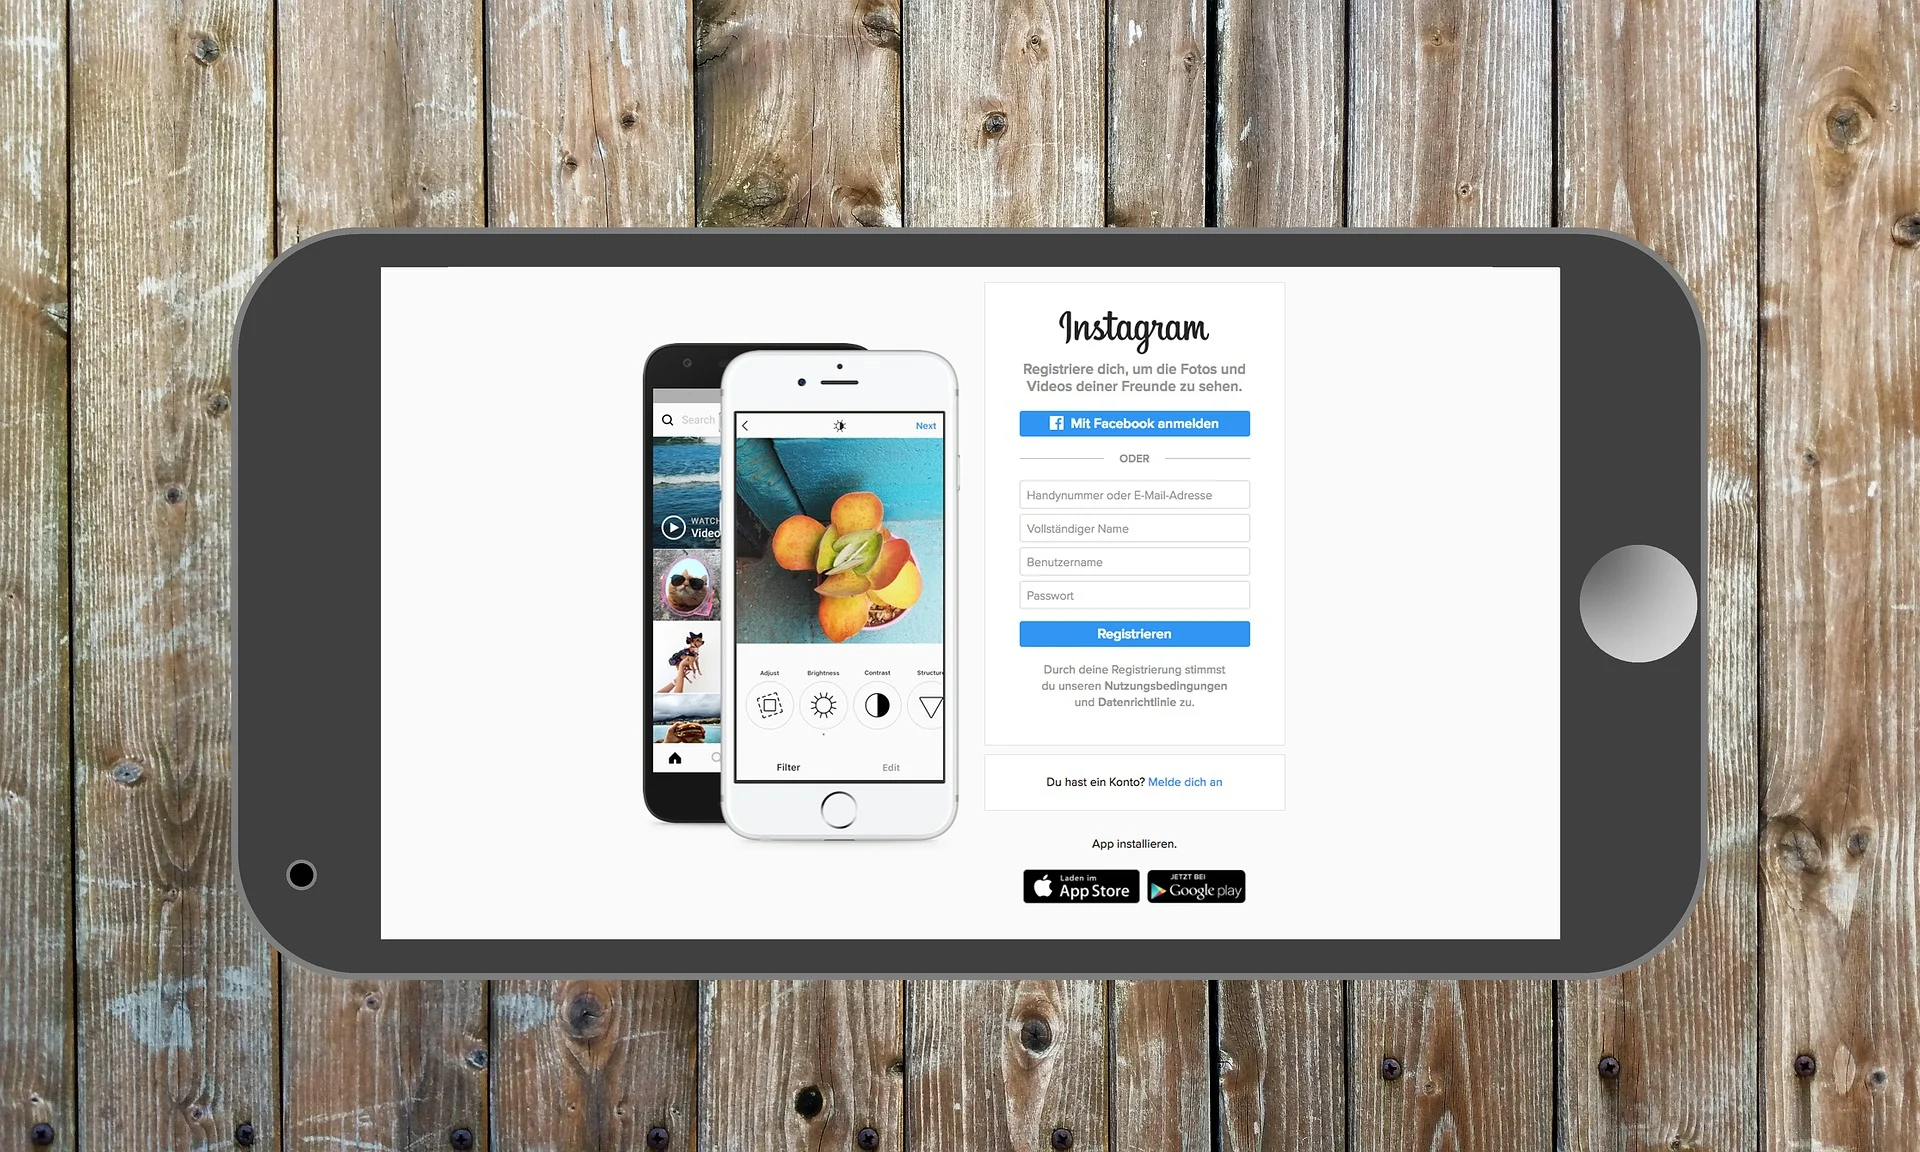 Search
WATCH
Video
Next
Adjust
Brightness
Contrast
Structure
Filter
Edit
Instagram
Registriere dich, um die Fotos und
Videos deiner Freunde zu sehen.
Mit Facebook anmelden
ODER
Handynummer oder E-Mail-Adresse
Vollständiger Name
Benutzername
Passwort
Registrieren
Durch deine Registrierung stimmst
du unseren Nutzungsbedingungen
und Datenrichtlinie zu.
Du hast ein Konto? Melde dich an
App installieren.
Laden im
App Store
JETZT BEI
Google play